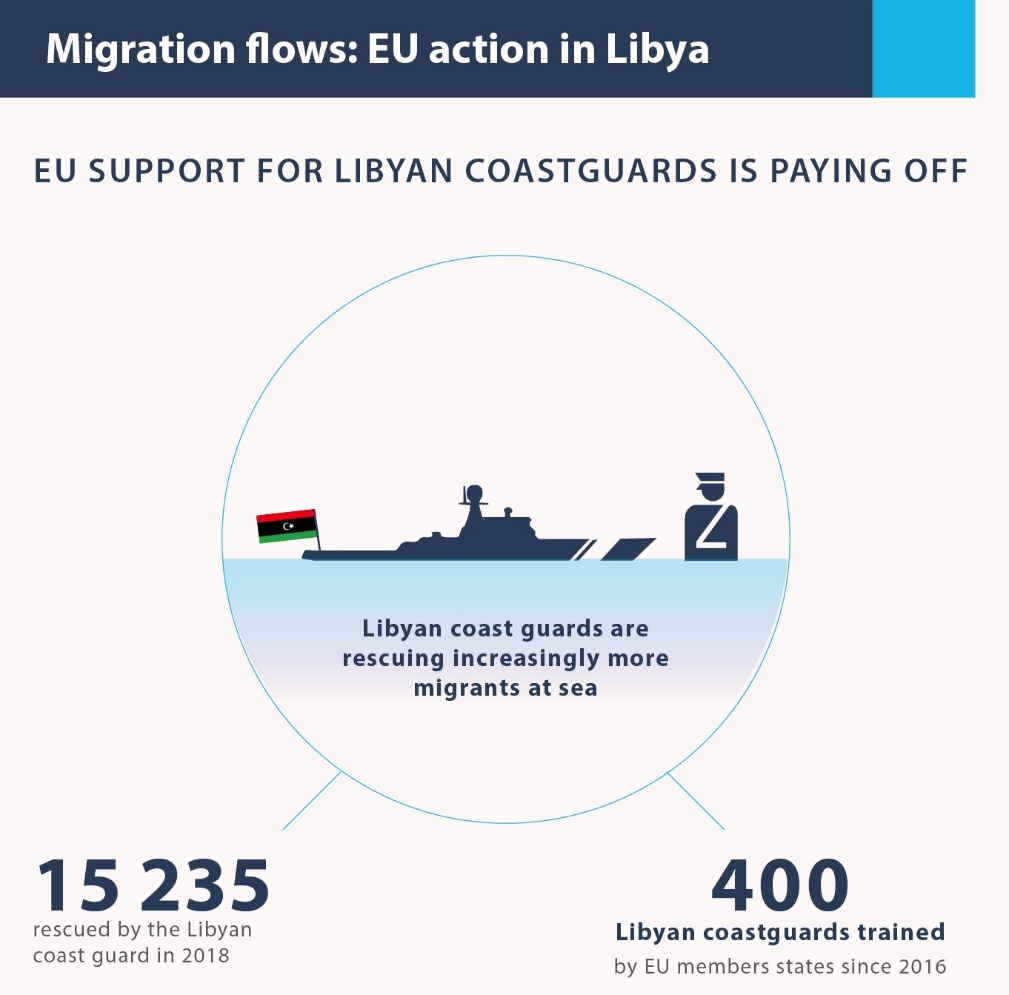 Migration flows: EU action in Libya
EU SUPPORT FOR LIBYAN COASTGUARDS IS PAYING OFF
Libyan coast guards are
rescuing increasingly more
migrants at sea
15 235
rescued by the Libyan
coast guard in 2018
400
Libyan coastguards trained
by EU members states since 2016